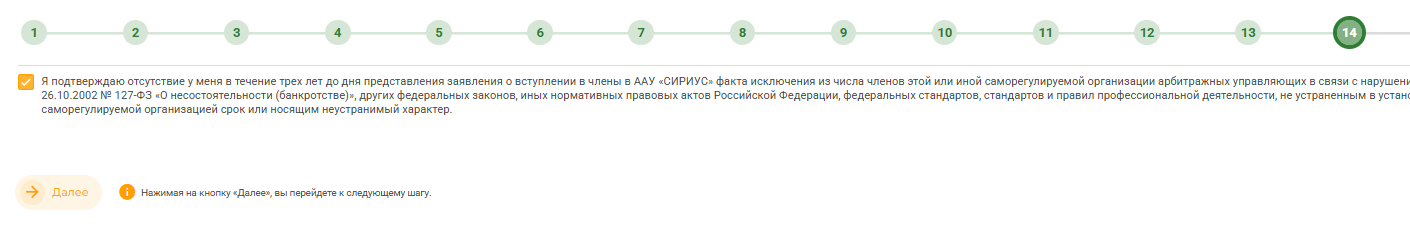 1 2 3 4 5 6 7 8 9 10 11 12 13 14
Я подтверждаю отсутствие у меня в течение трех лет до дня представления заявления о вступлении в члены в ААУ «СИРИУС» факта исключения из числа членов этой или иной саморегулируемой организации арбитражных управляющих в связи с
26.10.2002 № 127-ФЗ «О несостоятельности (банкротстве)», других федеральных законов, иных нормативных правовых актов Российской Федерации, федеральных стандартов, стандартов и правил профессиональной деятельности, не устраненным в
саморегулируемой организацией срок или носящим неустранимый характер.
Далее
Нажимая на кнопку «Далее», вы перейдете к следующему шагу.